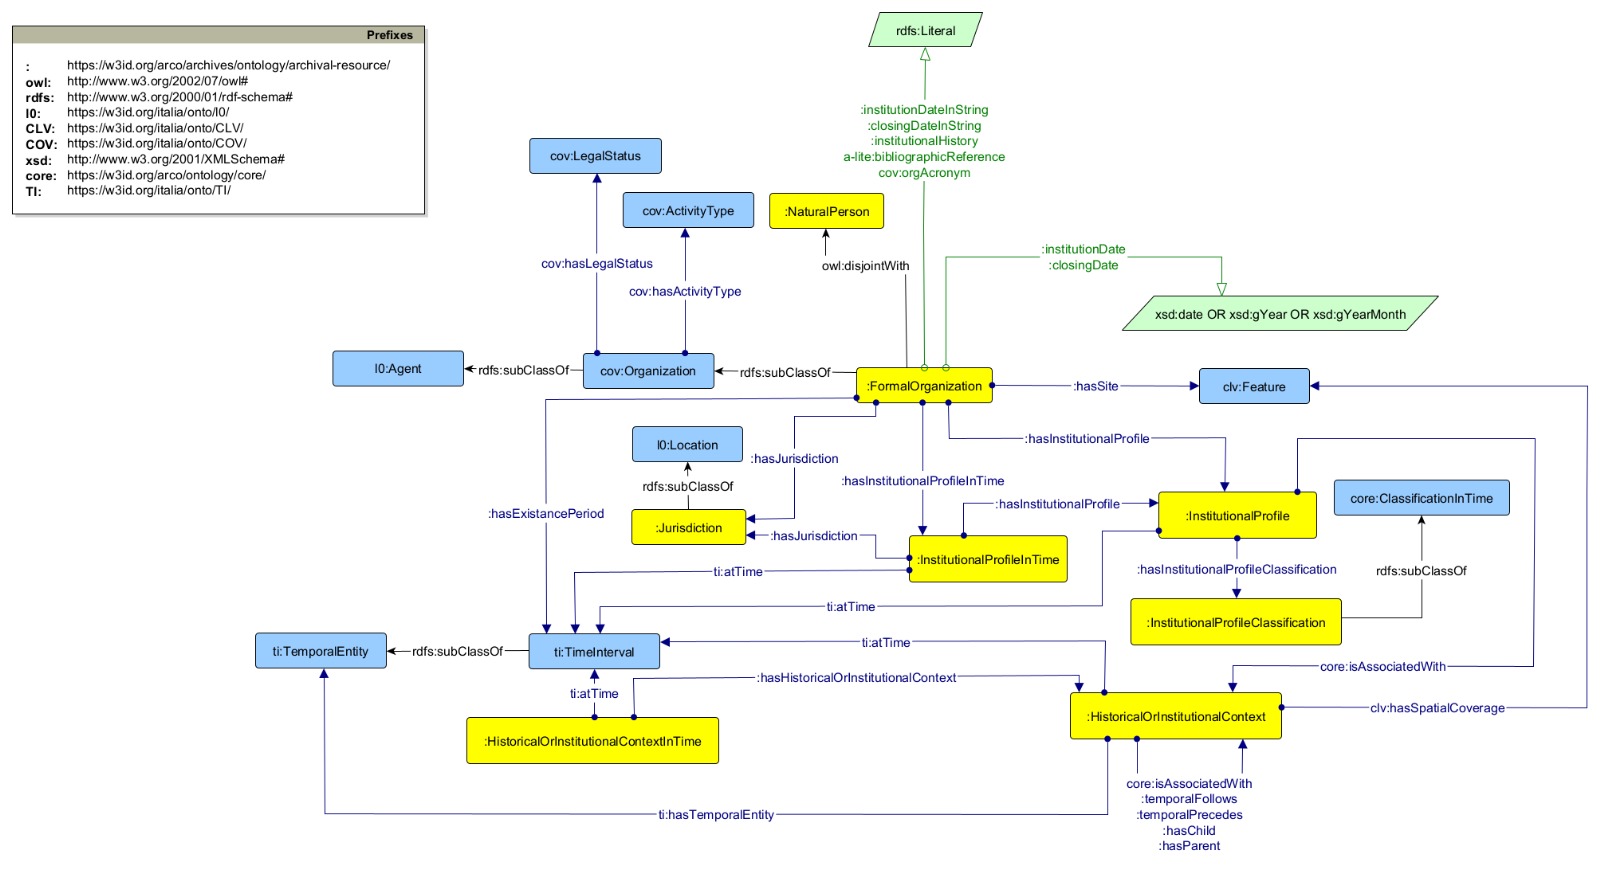 Prefixes
: https://w3id.org/arco/archives/ontology/archival-resource/
owl: http://www.w3.org/2002/07/owl#
rdfs: http://www.w3.org/2000/01/rdf-schema#
l0: https://w3id.org/italia/onto/l0/
CLV: https://w3id.org/italia/onto/CLV/
COV: https://w3id.org/italia/onto/COV/
xsd: http://www.w3.org/2001/XMLSchema#
core: https://w3id.org/arco/ontology/core/
TI: https://w3id.org/italia/onto/TI/
rdfs:Literal
:institutionDateInString
:closingDateInString
:institutionalHistory
a-lite:bibliographicReference
cov:orgAcronym
cov:LegalStatus
cov:ActivityType
:NaturalPerson
:institutionDate
:closingDate
cov:hasLegalStatus
owl:disjointWith
cov:hasActivityType
xsd:date OR xsd:gYear OR xsd:gYearMonth
l0:Agent
rdfs:subClassOf
cov:Organization
rdfs:subClassOf
:FormalOrganization
:hasSite
clv:Feature
l0:Location
:hasJurisdiction
:hasInstitutionalProfile
rdfs:subClassOf
:hasInstitutionalProfileInTime
core:ClassificationInTime
:hasExistancePeriod
:Jurisdiction
:hasInstitutionalProfile
:InstitutionalProfile
:hasJurisdiction
:InstitutionalProfileInTime
ti:atTime
:hasInstitutionalProfileClassification
rdfs:subClassOf
ti:atTime
:InstitutionalProfileClassification
ti:TemporalEntity
rdfs:subClassOf
ti:TimeInterval
ti:atTime
core:isAssociatedWith
ti:atTime
:hasHistoricalOrInstitutionalContext
:HistoricalOrInstitutionalContext
clv:hasSpatialCoverage
:HistoricalOrInstitutionalContextInTime
core:isAssociatedWith
:temporalFollows
:temporalPrecedes
:hasChild
:hasParent
ti:hasTemporalEntity